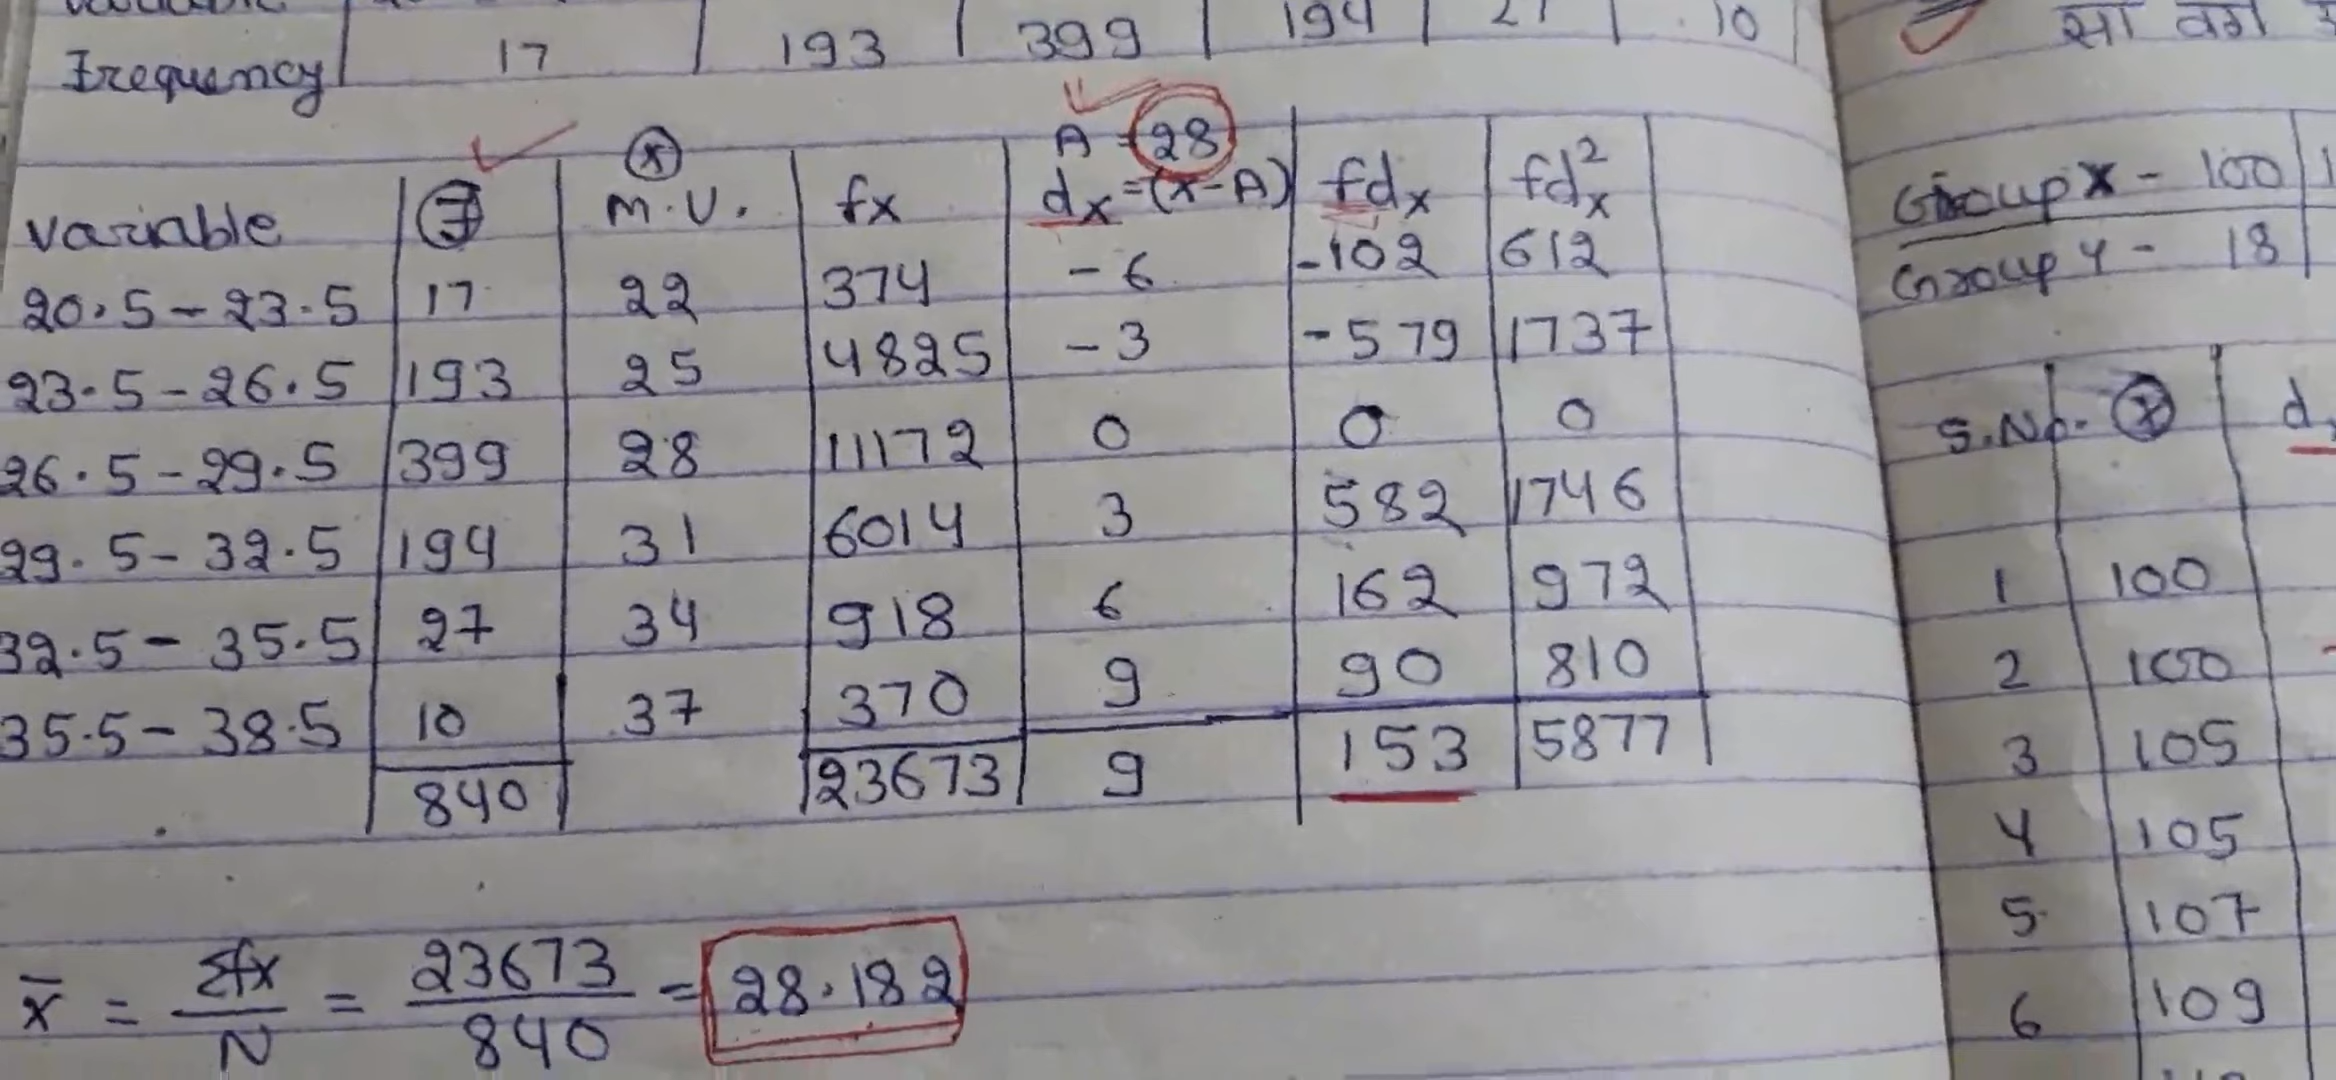 Frequency 17 193 399 194 27 10
A = 28
variable f x M.V. fx dx=(x-A) fdx fdx²
20.5-23.5 17 22 374 -6 -102 612
23.5-26.5 193 25 4825 -3 -579 1737
26.5-29.5 399 28 11172 0 0 0
29.5-32.5 194 31 6014 3 582 1746
32.5-35.5 27 34 918 6 162 972
35.5-38.5 10 37 370 9 90 810
840 23673 9 153 5877
x̄ = Σfx/N = 23673/840 = 28.182
Group x - 100
Group Y - 18
S.No. x
1 100
2 100
3 105
4 105
5 107
6 109